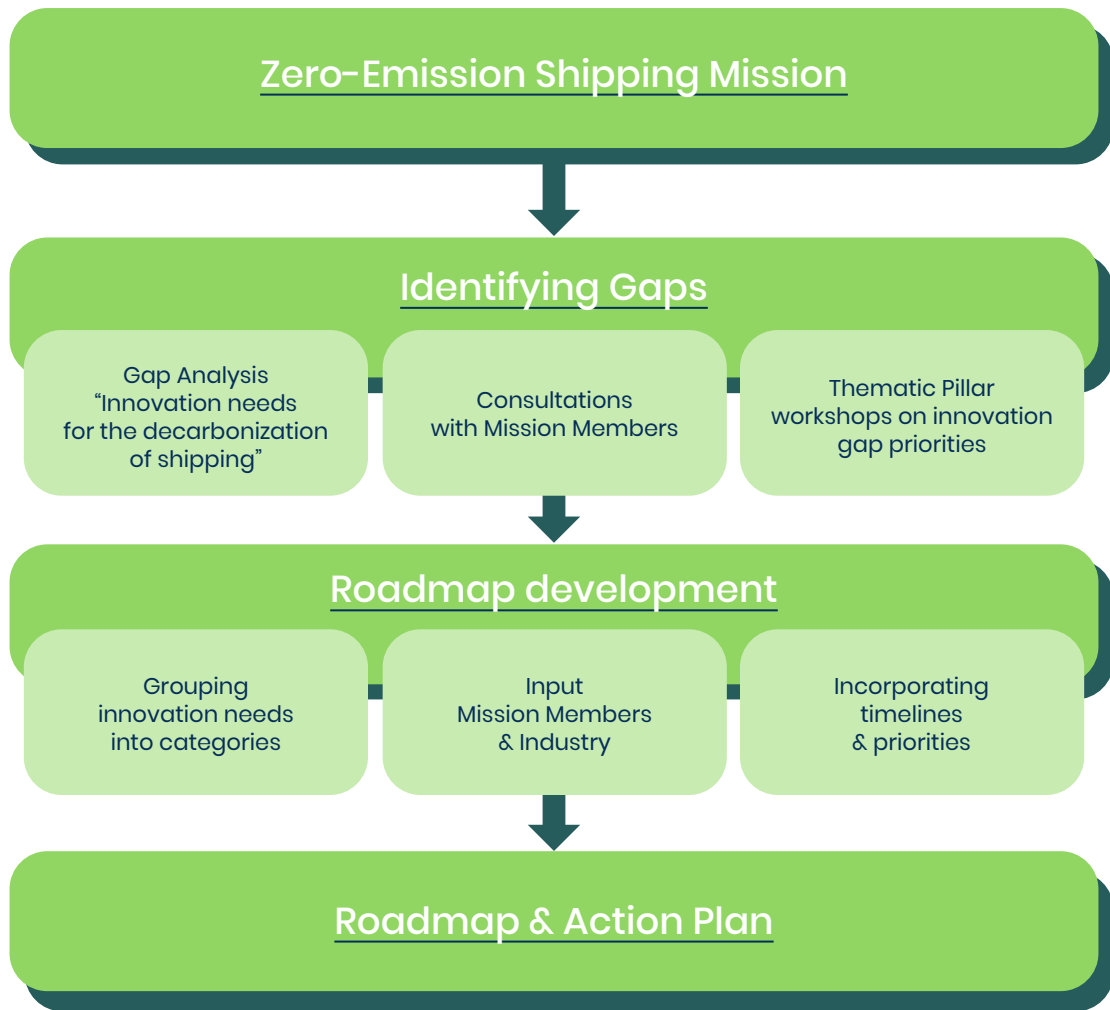 Zero-Emission Shipping Mission
Identifying Gaps
Gap Analysis
“Innovation needs
for the decarbonization
of shipping”
Consultations
with Mission Members
Thematic Pillar
workshops on innovation
gap priorities
Roadmap development
Grouping
innovation needs
into categories
Input
Mission Members
& Industry
Incorporating
timelines
& priorities
Roadmap & Action Plan